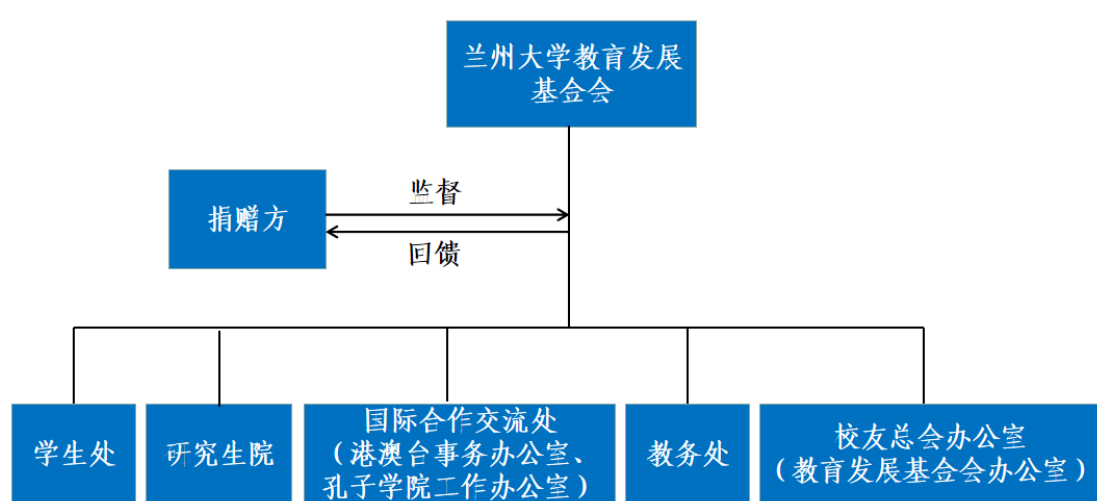 兰州大学教育发展
基金会
监督
捐赠方
回馈
学生处
研究生院
国际合作交流处
（港澳台事务办公室、
孔子学院工作办公室）
教务处
校友总会办公室
（教育发展基金会办公室）